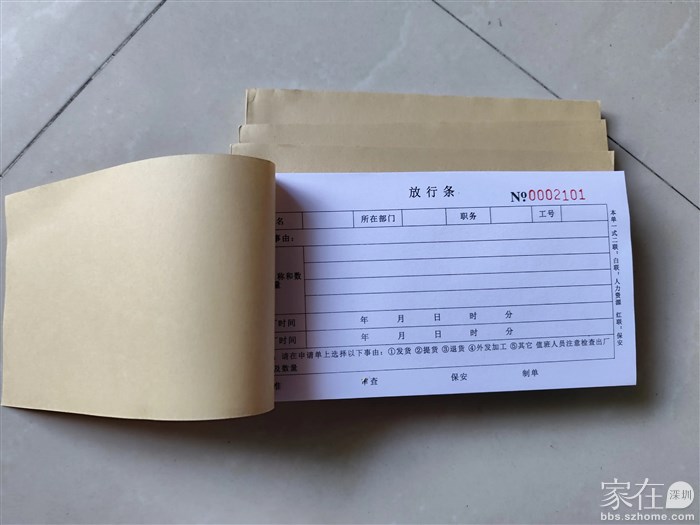 放行条
№0002101
名 所在部门 职务 工号
事由：
称和数
量
厂时间 年 月 日 时 分
厂时间 年 月 日 时 分
请在申请单上选择以下事由：①发货 ②提货 ③退货 ④外发加工 ⑤其它 值班人员注意检查出厂
数量
审查 保安 制单
本单一式二联，白联，人力资源 红联，保安
家在深圳
bbs.szhome.com